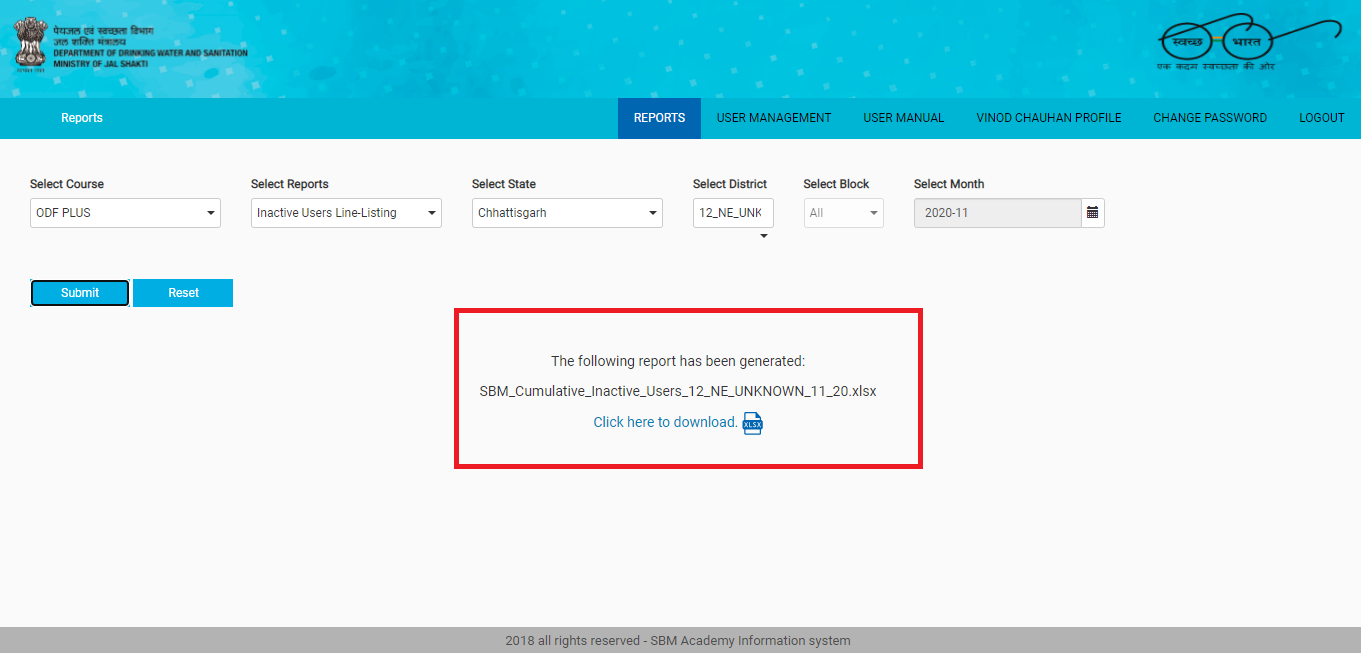 पेयजल एवं स्वच्छता विभाग
जल शक्ति मंत्रालय
DEPARTMENT OF DRINKING WATER AND SANITATION
MINISTRY OF JAL SHAKTI
स्वच्छ भारत
एक कदम स्वच्छता की ओर
Reports
REPORTS USER MANAGEMENT USER MANUAL VINOD CHAUHAN PROFILE CHANGE PASSWORD LOGOUT
Select Course Select Reports Select State Select District Select Block Select Month
ODF PLUS Inactive Users Line-Listing Chhattisgarh 12_NE_UNK All 2020-11
Submit Reset
The following report has been generated:
SBM_Cumulative_Inactive_Users_12_NE_UNKNOWN_11_20.xlsx
Click here to download. XLSX
2018 all rights reserved - SBM Academy Information system